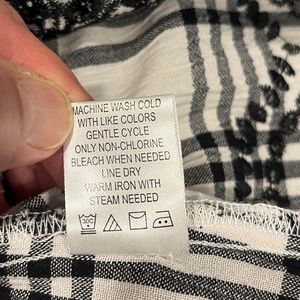 MACHINE WASH COLD
WITH LIKE COLORS
GENTLE CYCLE
ONLY NON-CHLORINE
BLEACH WHEN NEEDED
LINE DRY
WARM IRON WITH
STEAM NEEDED